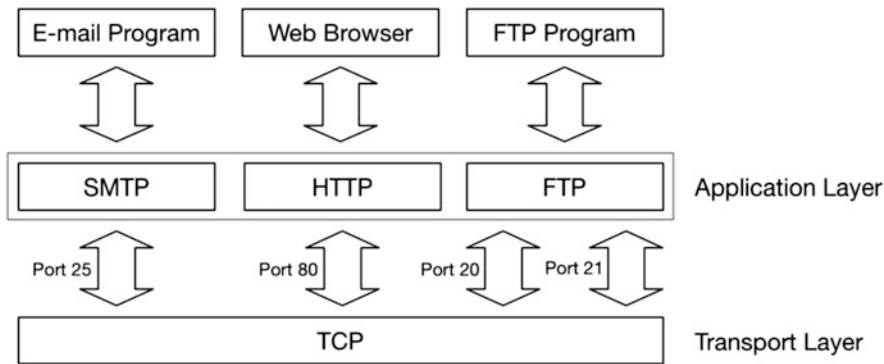 E-mail Program
Web Browser
FTP Program
SMTP
HTTP
FTP
Application Layer
Port 25
Port 80
Port 20
Port 21
TCP
Transport Layer